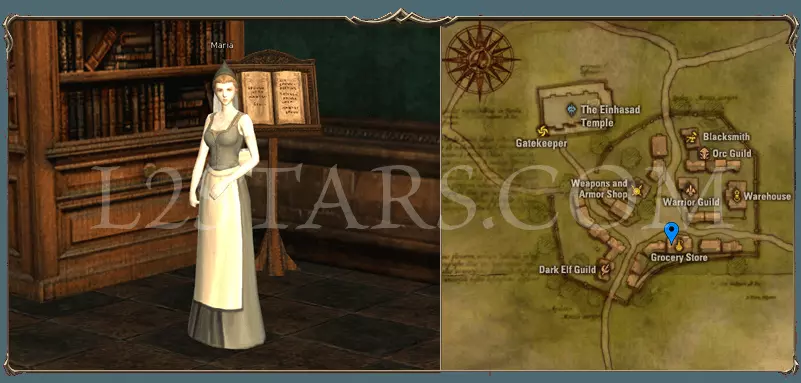 Maria
L2STARS.COM
The Einhasad
Temple
Gatekeeper
Blacksmith
Orc Guild
Weapons and
Armor Shop
Warrior Guild
Warehouse
Grocery Store
Dark Elf Guild